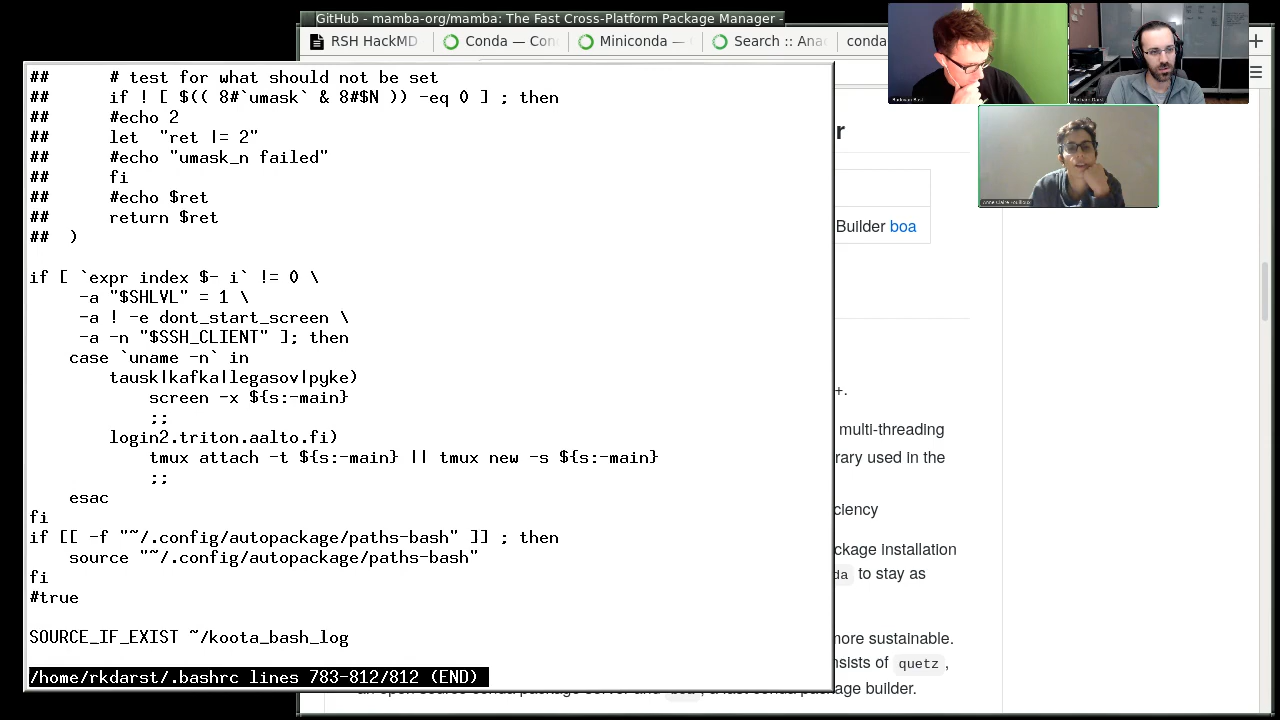 GitHub - mamba-org/mamba: The Fast Cross-Platform Package Manager -
RSH HackMD
Conda — Con
Miniconda —
Search :: Ana
conda
##      # test for what should not be set
##      if ! [ $(( 8#`umask` & 8#$N )) -eq 0 ] ; then
##      #echo 2
##      let  "ret |= 2"
##      #echo "umask_n failed"
##      fi
##      #echo $ret
##      return $ret
##  )
if [ `expr index $- i` != 0 \
     -a "$SHLVL" = 1 \
     -a ! -e dont_start_screen \
     -a -n "$SSH_CLIENT" ]; then
    case `uname -n` in
        tausk|kafka|legasov|pyke)
            screen -x ${s:-main}
            ;;
        login2.triton.aalto.fi)
            tmux attach -t ${s:-main} || tmux new -s ${s:-main}
            ;;
    esac
fi
if [[ -f "~/.config/autopackage/paths-bash" ]] ; then
    source "~/.config/autopackage/paths-bash"
fi
#true
SOURCE_IF_EXIST ~/koota_bash_log
/home/rkdarst/.bashrc lines 783-812/812 (END)
r
Builder boa
+.
multi-threading
rary used in the
ciency
ckage installation
da to stay as
more sustainable.
nsists of quetz,
kage builder.